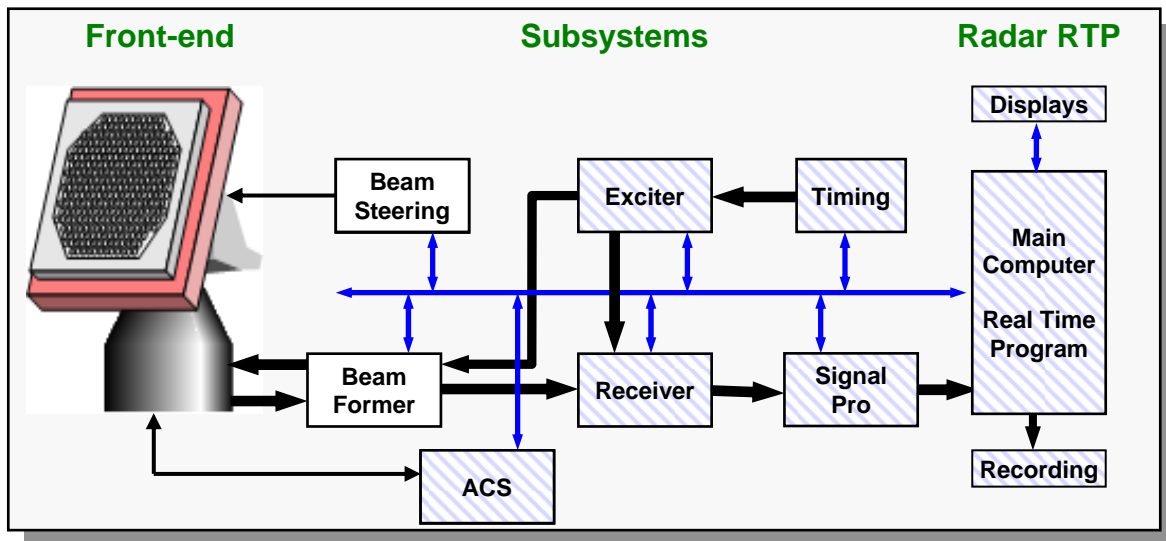 Front-end
Subsystems
Radar RTP
Displays
Beam
Steering
Exciter
Timing
Main
Computer
Real Time
Program
Beam
Former
Receiver
Signal
Pro
ACS
Recording